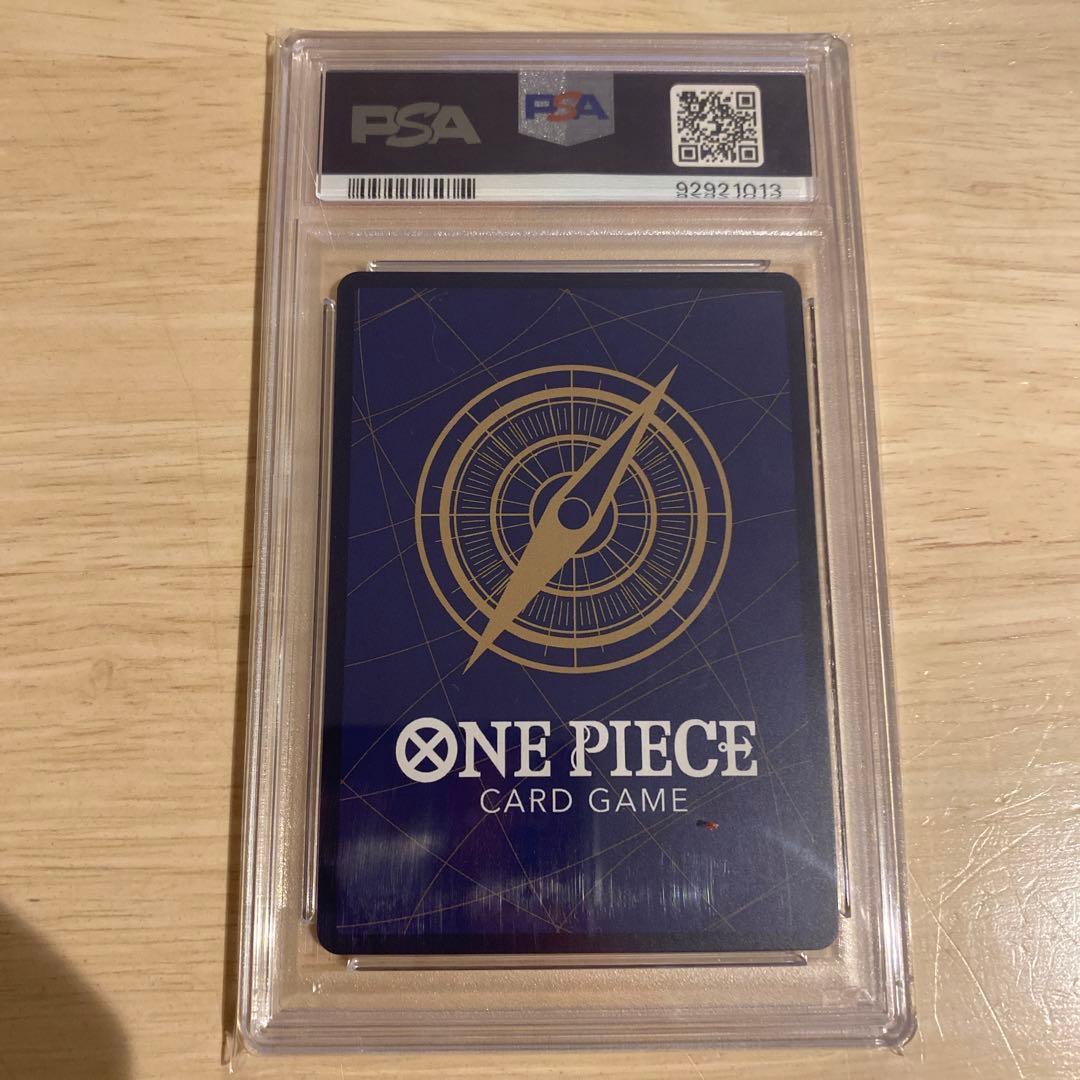 PSA
PSA
92921013
ONE PIECE
CARD GAME